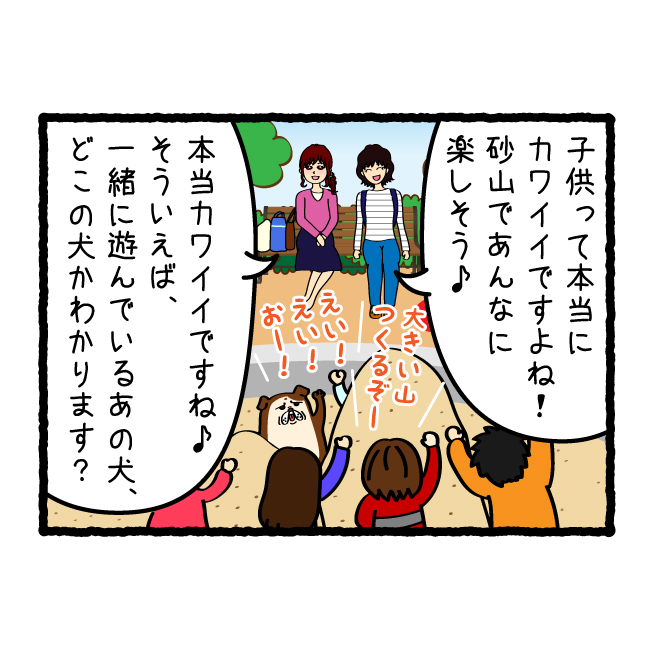 子供って本当に
カワイイですよね！
砂山であんなに
楽しそう♪
本当カワイイですね♪
そういえば、
一緒に遊んでいるあの犬、
どこの犬かわかります？
大きい山
つくるぞー
えい！
えい！
おー！